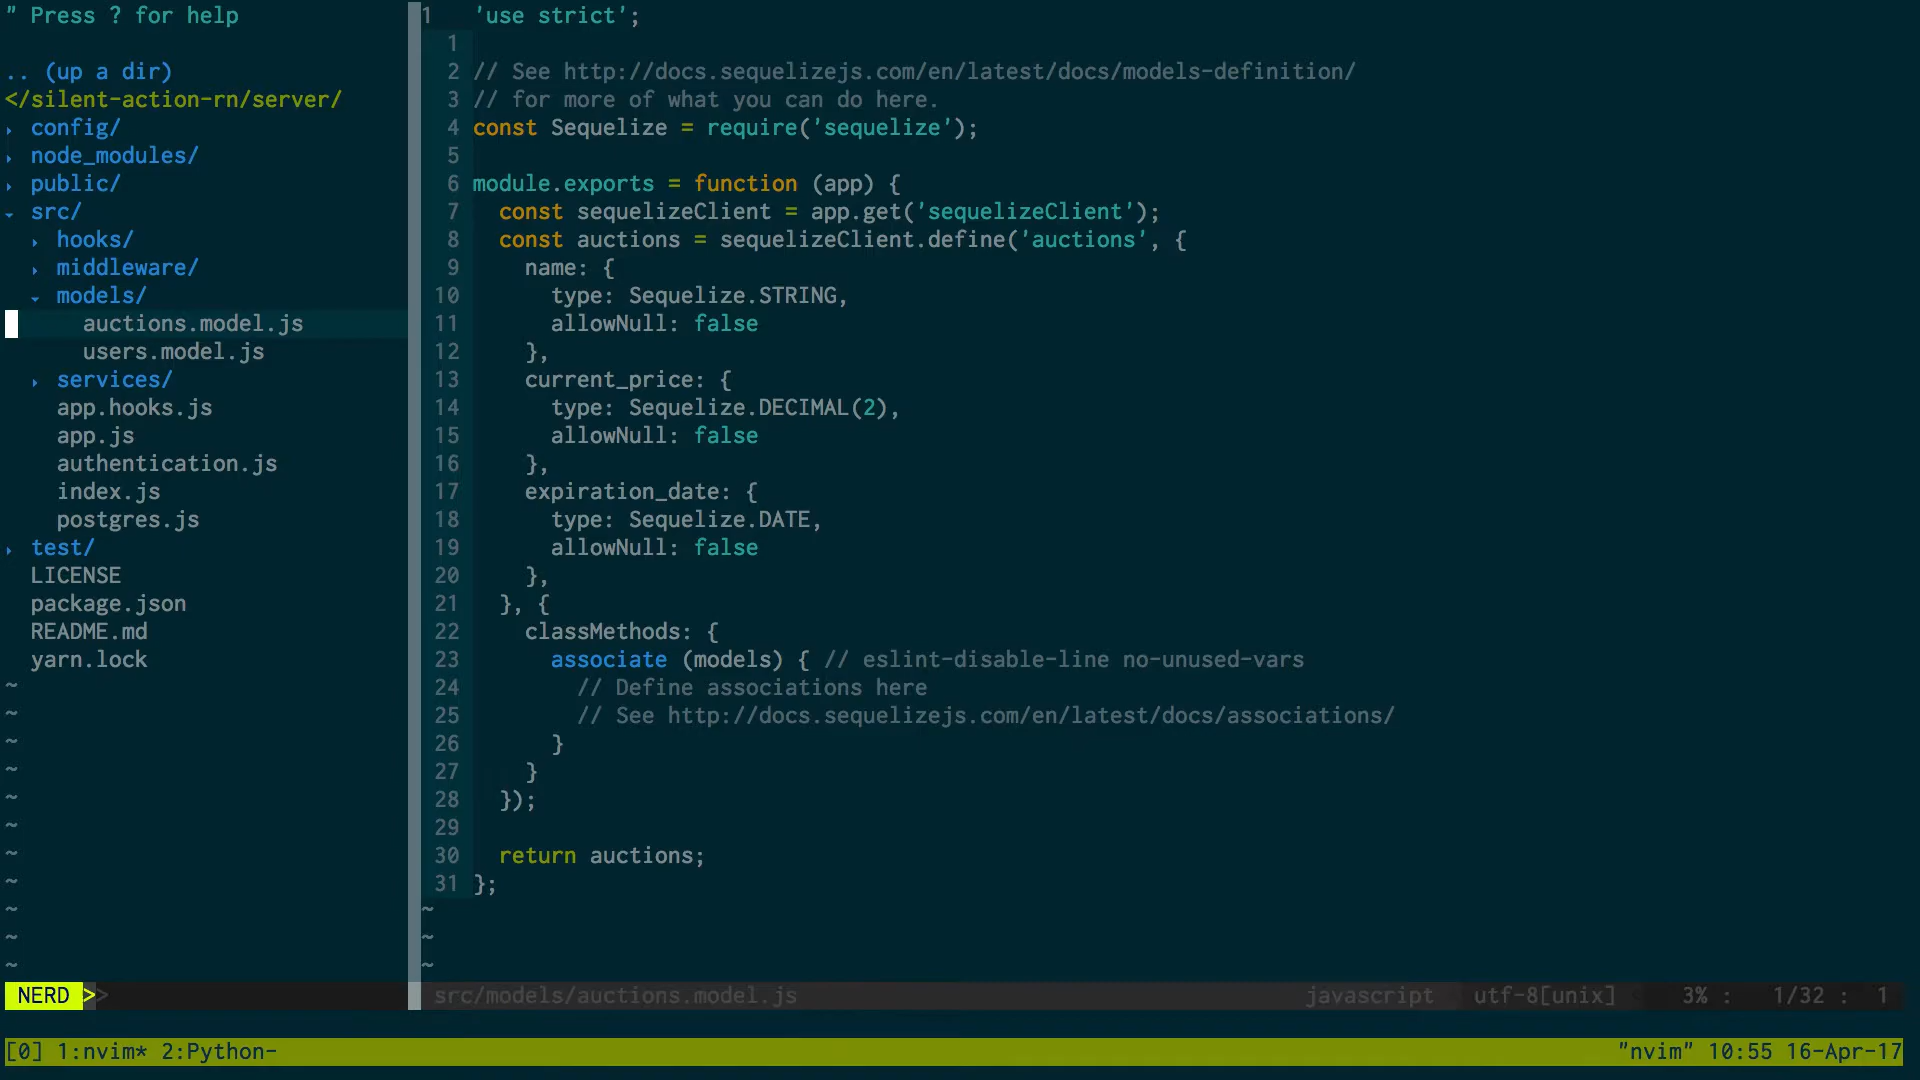 " Press ? for help
.. (up a dir)
</silent-action-rn/server/
▸ config/
▸ node_modules/
▸ public/
▾ src/
▸ hooks/
▸ middleware/
▾ models/
auctions.model.js
users.model.js
▸ services/
app.hooks.js
app.js
authentication.js
index.js
postgres.js
▸ test/
LICENSE
package.json
README.md
yarn.lock
~
~
~
~
~
~
~
~
~
~
~
NERD >>
1 'use strict';
1
2 // See http://docs.sequelizejs.com/en/latest/docs/models-definition/
3 // for more of what you can do here.
4 const Sequelize = require('sequelize');
5
6 module.exports = function (app) {
7 const sequelizeClient = app.get('sequelizeClient');
8 const auctions = sequelizeClient.define('auctions', {
9 name: {
10 type: Sequelize.STRING,
11 allowNull: false
12 },
13 current_price: {
14 type: Sequelize.DECIMAL(2),
15 allowNull: false
16 },
17 expiration_date: {
18 type: Sequelize.DATE,
19 allowNull: false
20 },
21 }, {
22 classMethods: {
23 associate (models) { // eslint-disable-line no-unused-vars
24 // Define associations here
25 // See http://docs.sequelizejs.com/en/latest/docs/associations/
26 }
27 }
28 });
29
30 return auctions;
31 };
~
~
~
src/models/auctions.model.js javascript utf-8[unix] 3% : 1/32 : 1
[0] 1:nvim* 2:Python- "nvim" 10:55 16-Apr-17